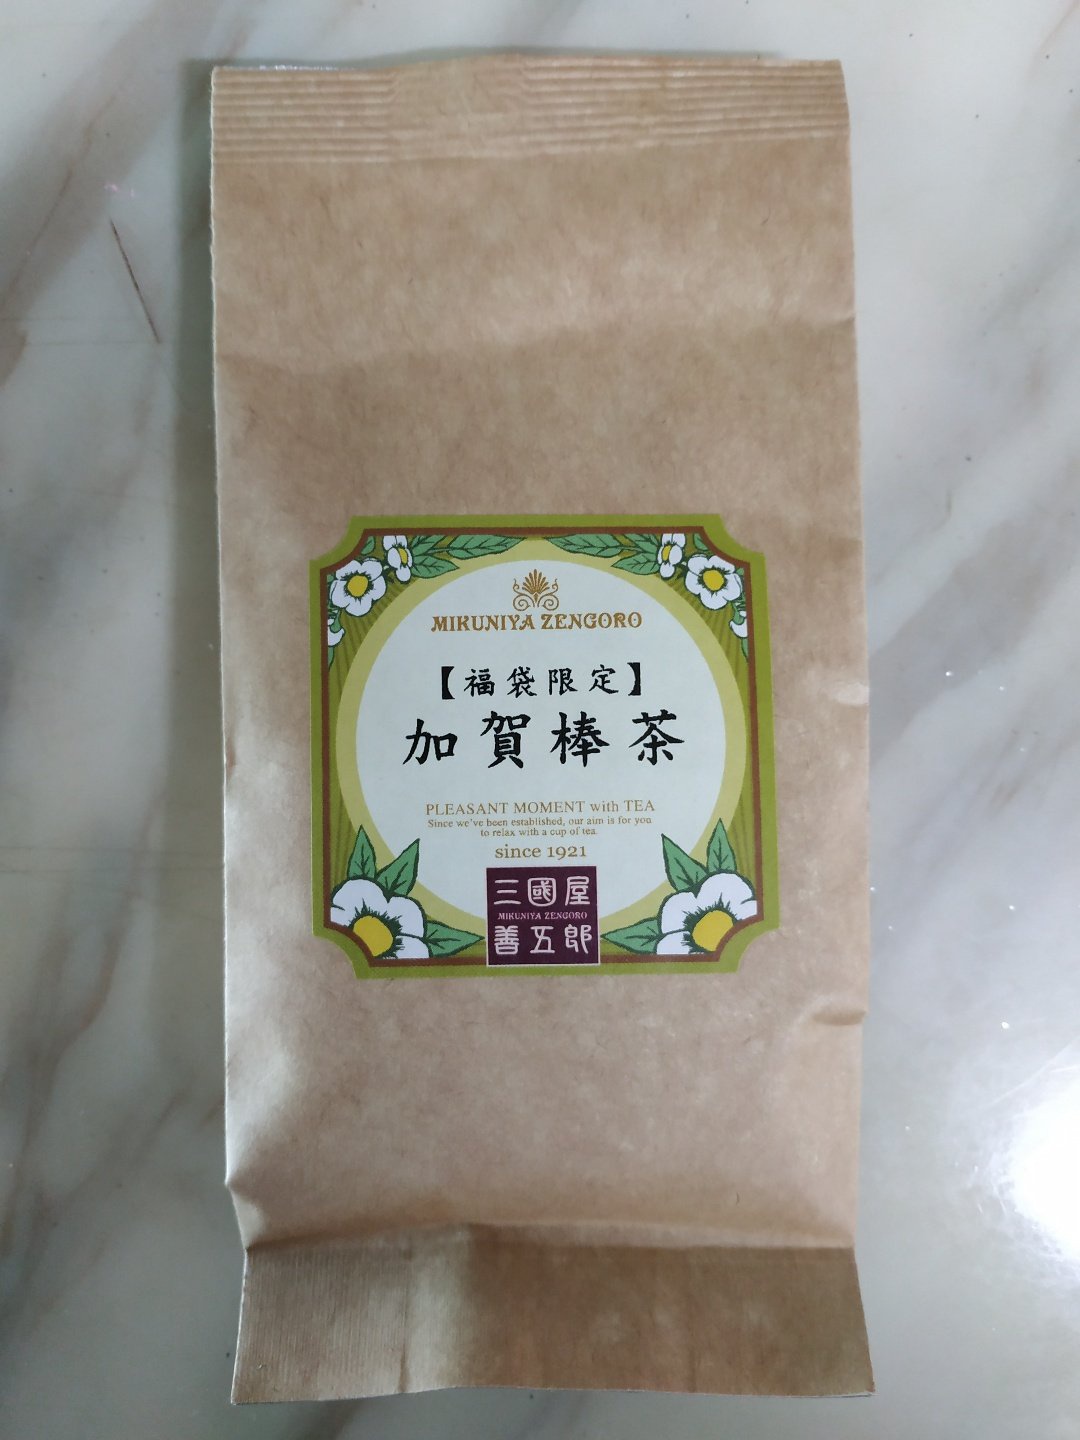 MIKUNIYA ZENGORO
【福袋限定】
加賀棒茶
PLEASANT MOMENT with TEA
Since we've been established, our aim is for you
to relax with a cup of tea.
since 1921
三國屋
MIKUNIYA ZENGORO
善五郎